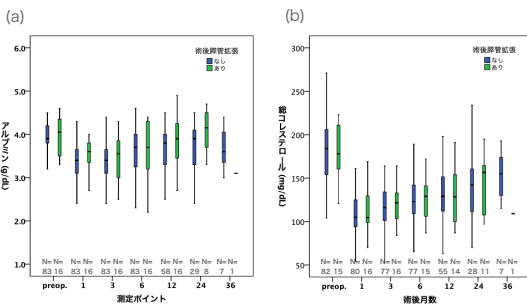 (a)
術後膵管拡張
なし
あり
6.0
5.0
4.0
3.0
2.0
1.0
アルブミン (g/dL)
N= N= N= N= N= N= N= N= N= N= N= N= N= N=
83 16 83 16 83 16 83 16 58 16 29 8 7 1
preop. 1 3 6 12 24 36
測定ポイント
(b)
術後膵管拡張
なし
あり
300
250
200
150
100
50
総コレステロール (mg/dL)
N= N= N= N= N= N= N= N= N= N= N= N= N= N=
82 15 80 16 77 16 77 15 55 14 28 11 7 1
preop. 1 3 6 12 24 36
術後月数